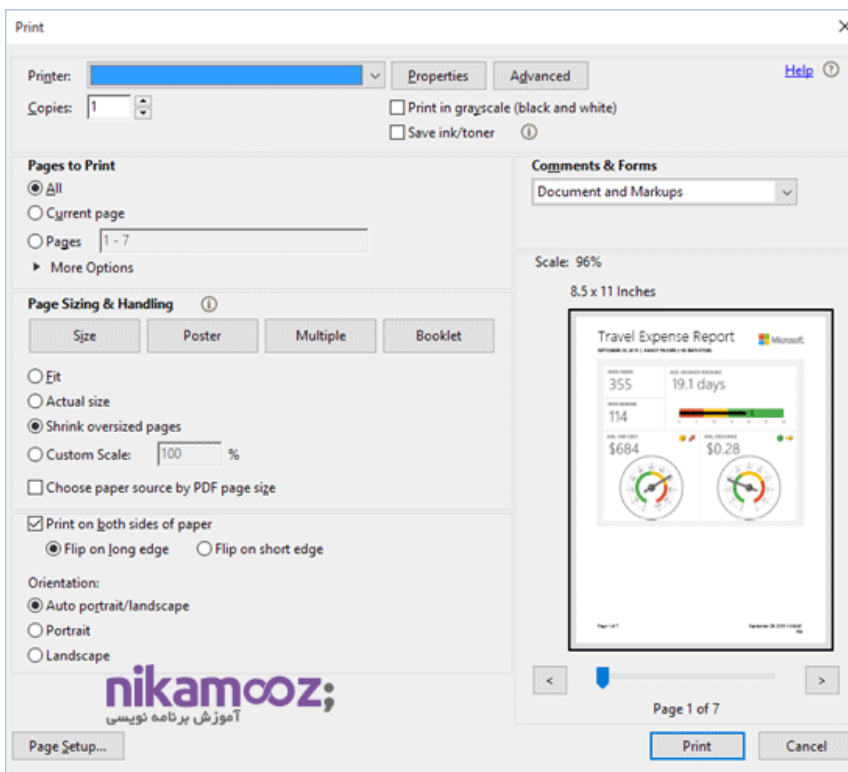 Print
Printer: Properties Advanced Help
Copies: 1 Print in grayscale (black and white)
Save ink/toner
Pages to Print
All
Current page
Pages 1 - 7
More Options
Comments & Forms
Document and Markups
Scale: 96%
8.5 x 11 Inches
Page Sizing & Handling
Size Poster Multiple Booklet
Fit
Actual size
Shrink oversized pages
Custom Scale: 100 %
Choose paper source by PDF page size
Print on both sides of paper
Flip on long edge Flip on short edge
Orientation:
Auto portrait/landscape
Portrait
Landscape
Travel Expense Report Microsoft
355 19.1 days
114
$684 $0.28
Page 1 of 7
nikamooz;
آموزش برنامه نویسی
< >
Page 1 of 7
Page Setup... Print Cancel